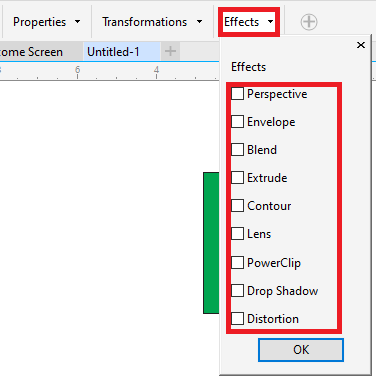 Properties Transformations Effects
ome Screen Untitled-1
8 6 4
Effects
Perspective
Envelope
Blend
Extrude
Contour
Lens
PowerClip
Drop Shadow
Distortion
OK